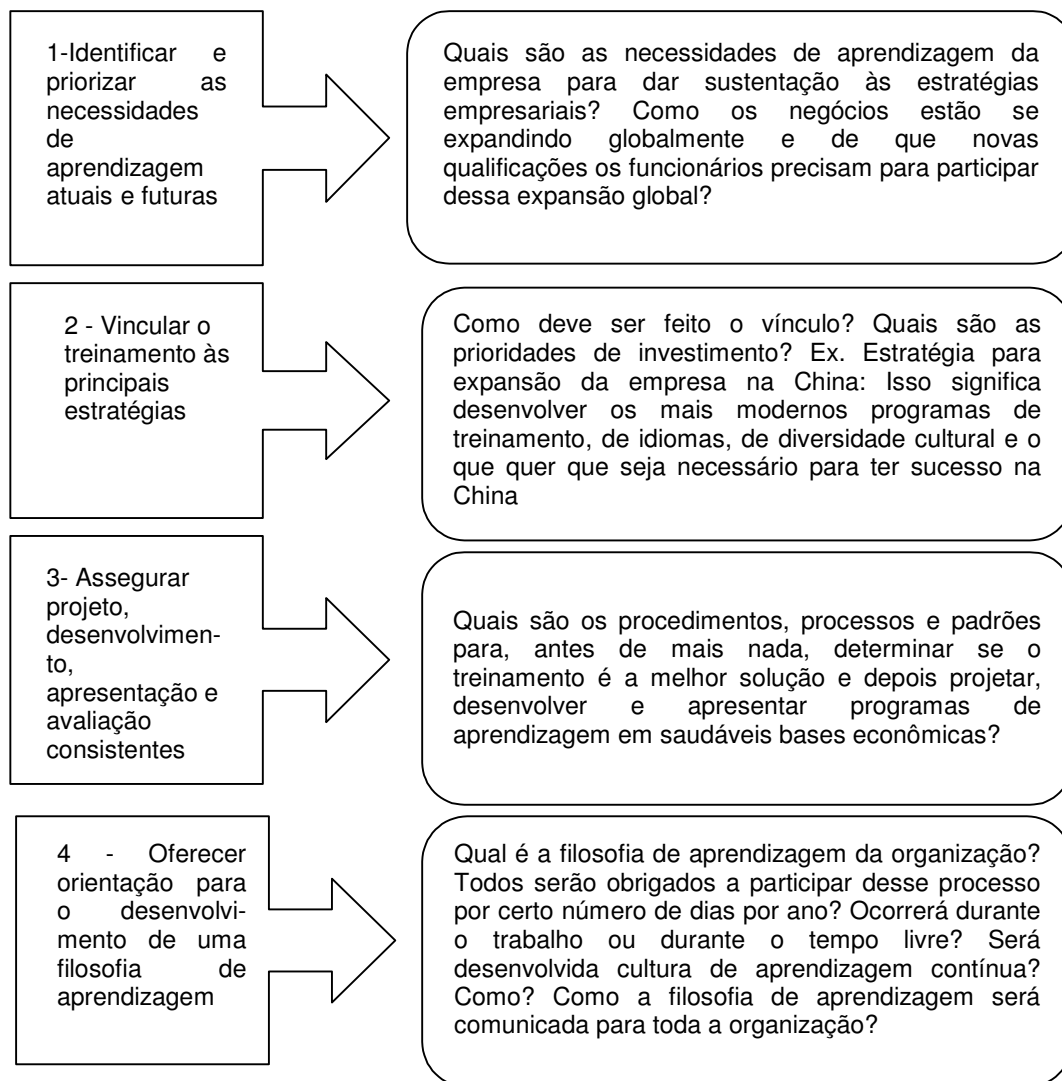 1-Identificar e
priorizar as
necessidades
de
aprendizagem
atuais e futuras
Quais são as necessidades de aprendizagem da
empresa para dar sustentação às estratégias
empresariais? Como os negócios estão se
expandindo globalmente e de que novas
qualificações os funcionários precisam para participar
dessa expansão global?
2 - Vincular o
treinamento às
principais
estratégias
Como deve ser feito o vínculo? Quais são as
prioridades de investimento? Ex. Estratégia para
expansão da empresa na China: Isso significa
desenvolver os mais modernos programas de
treinamento, de idiomas, de diversidade cultural e o
que quer que seja necessário para ter sucesso na
China
3- Assegurar
projeto,
desenvolvimen-
to,
apresentação e
avaliação
consistentes
Quais são os procedimentos, processos e padrões
para, antes de mais nada, determinar se o
treinamento é a melhor solução e depois projetar,
desenvolver e apresentar programas de
aprendizagem em saudáveis bases econômicas?
4 - Oferecer
orientação para
o desenvolvi-
mento de uma
filosofia de
aprendizagem
Qual é a filosofia de aprendizagem da organização?
Todos serão obrigados a participar desse processo
por certo número de dias por ano? Ocorrerá durante
o trabalho ou durante o tempo livre? Será
desenvolvida cultura de aprendizagem contínua?
Como? Como a filosofia de aprendizagem será
comunicada para toda a organização?